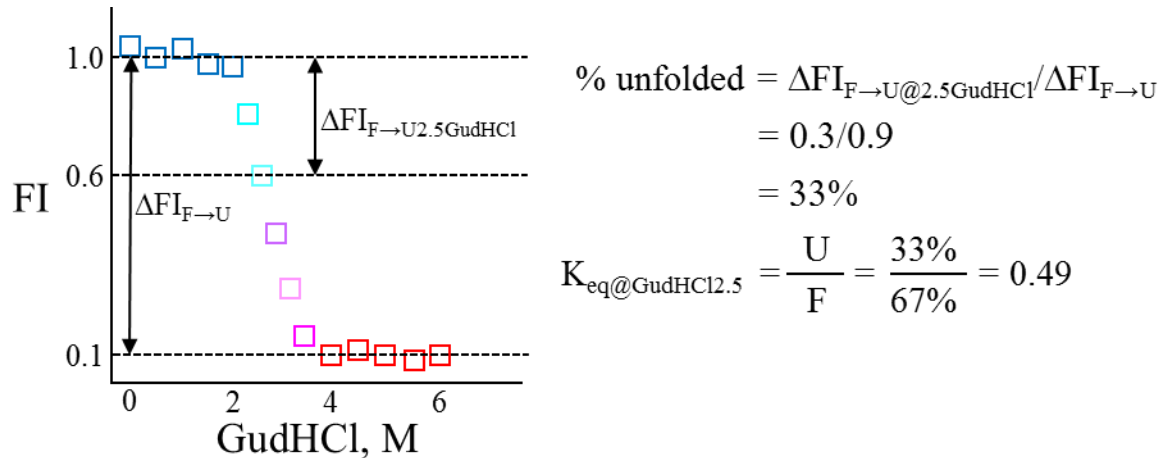 1.0
0.6
0.1
FI
ΔFI_F→U
ΔFI_F→U2.5GudHCl
0 2 4 6
GudHCl, M
% unfolded = ΔFI_F→U@2.5GudHCl/ΔFI_F→U
= 0.3/0.9
= 33%
K_eq@GudHCl2.5 = U/F = 33%/67% = 0.49